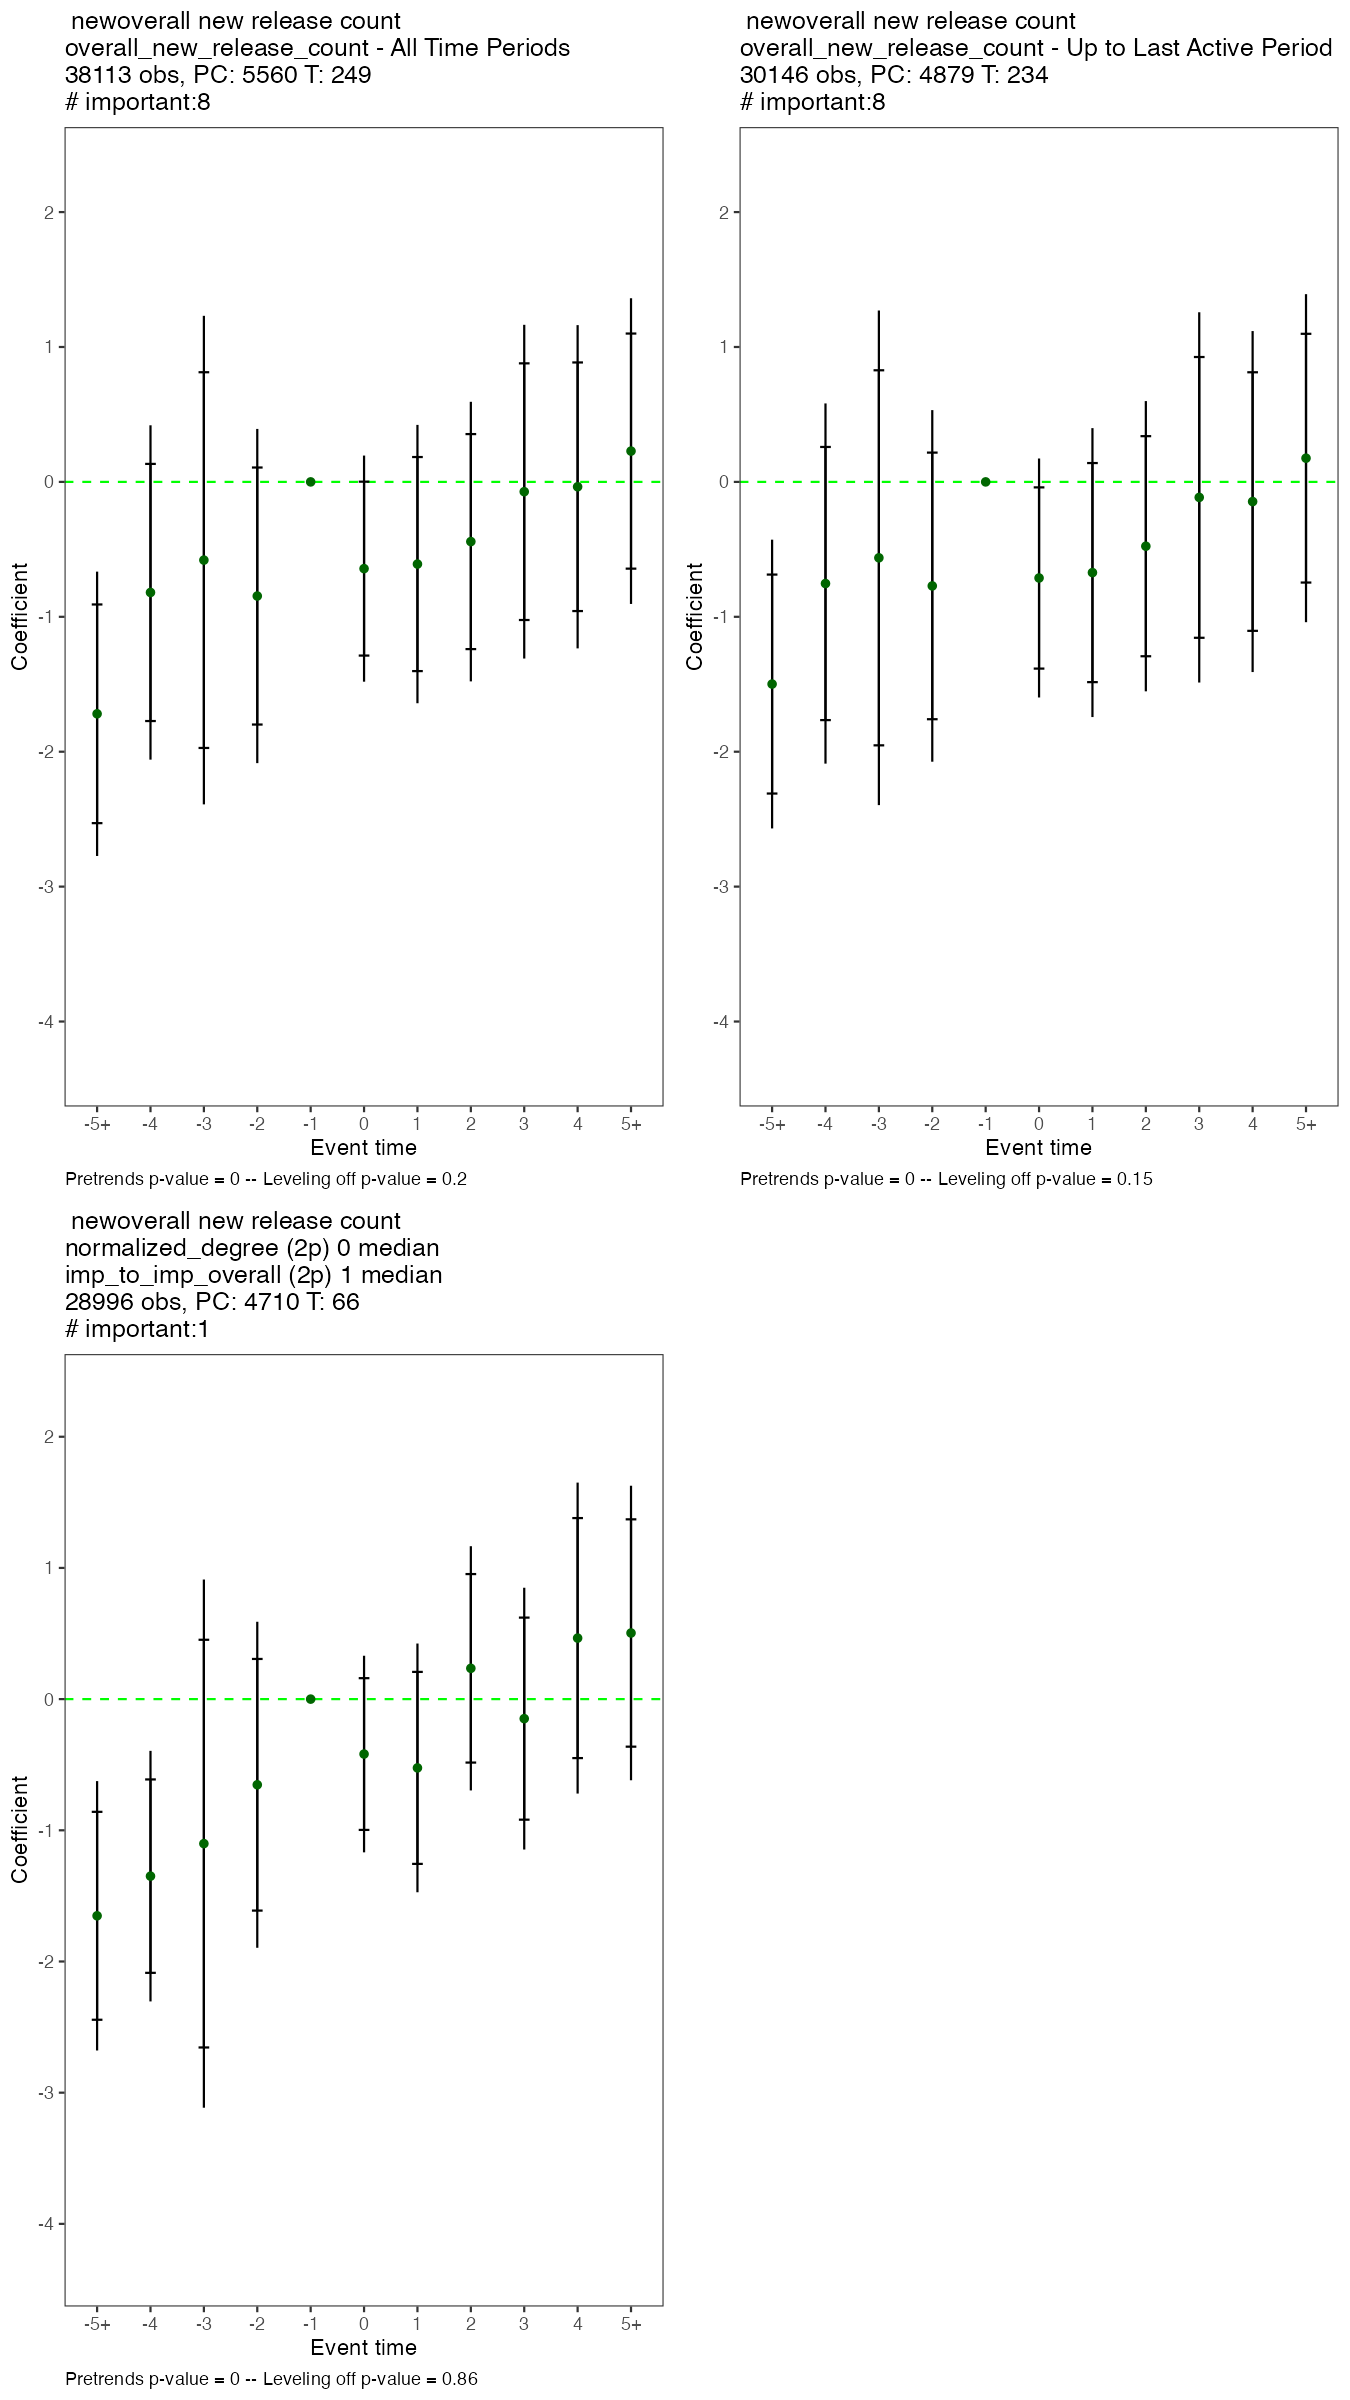 newoverall new release count
overall_new_release_count - All Time Periods
38113 obs, PC: 5560 T: 249
# important:8
2
1
0
-1
-2
-3
-4
Coefficient
-5+ -4 -3 -2 -1 0 1 2 3 4 5+
Event time
Pretrends p-value = 0 -- Leveling off p-value = 0.2
newoverall new release count
overall_new_release_count - Up to Last Active Period
30146 obs, PC: 4879 T: 234
# important:8
2
1
0
-1
-2
-3
-4
Coefficient
-5+ -4 -3 -2 -1 0 1 2 3 4 5+
Event time
Pretrends p-value = 0 -- Leveling off p-value = 0.15
newoverall new release count
normalized_degree (2p) 0 median
imp_to_imp_overall (2p) 1 median
28996 obs, PC: 4710 T: 66
# important:1
2
1
0
-1
-2
-3
-4
Coefficient
-5+ -4 -3 -2 -1 0 1 2 3 4 5+
Event time
Pretrends p-value = 0 -- Leveling off p-value = 0.86